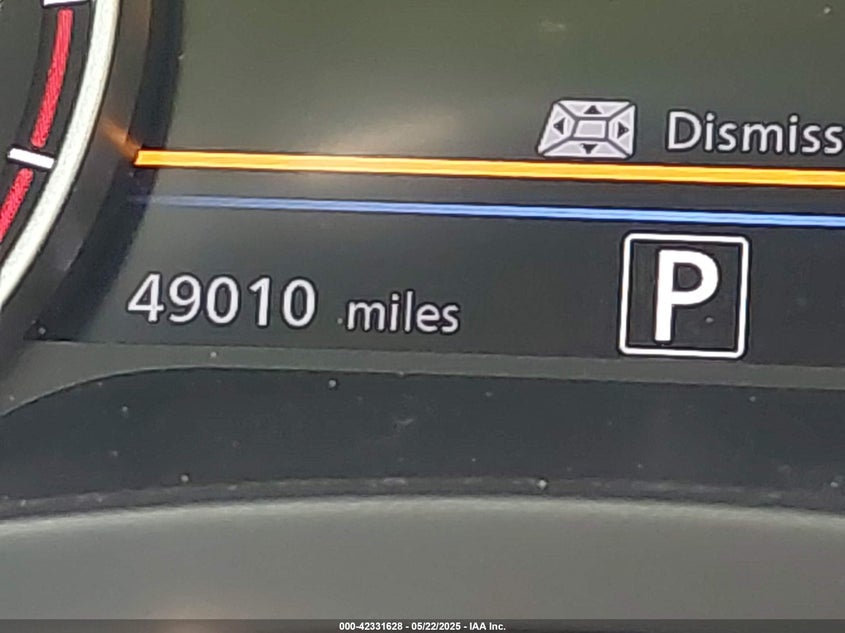 Dismiss
49010 miles
P
000-42331628 - 05/22/2025 - IAA Inc.